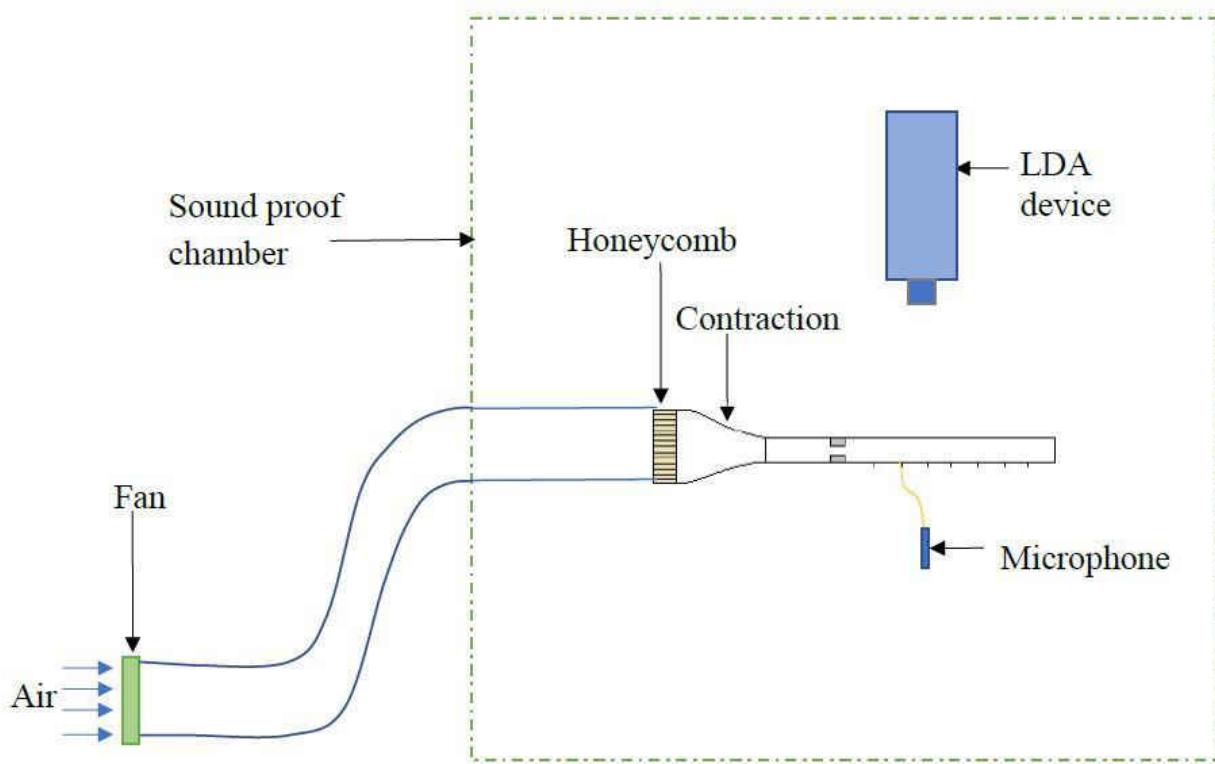 LDA
device
Sound proof
chamber
Honeycomb
Contraction
Fan
Microphone
Air